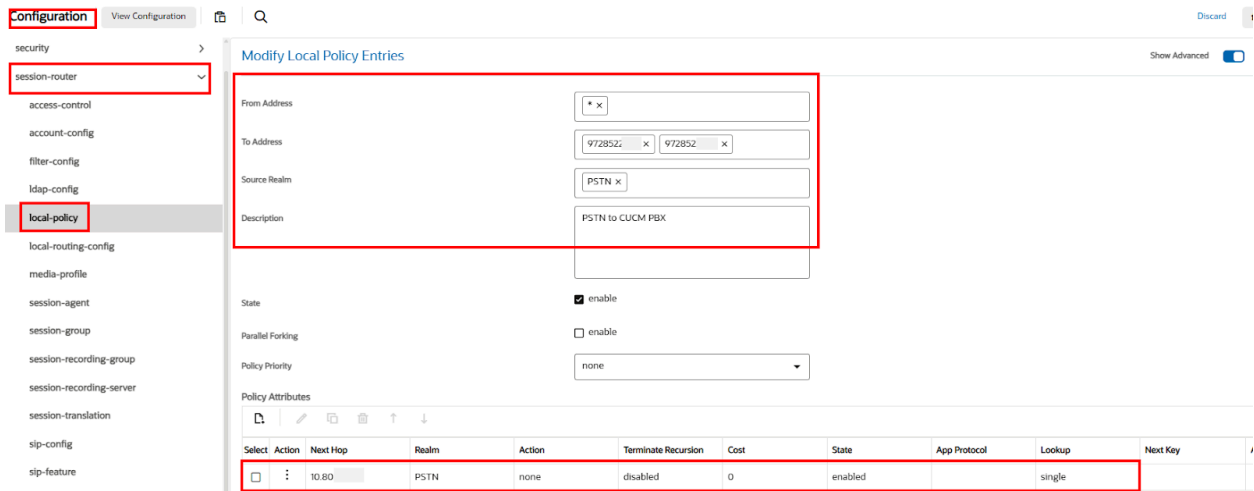 Configuration View Configuration Discard
security
session-router
access-control
account-config
filter-config
ldap-config
local-policy
local-routing-config
media-profile
session-agent
session-group
session-recording-group
session-recording-server
session-translation
sip-config
sip-feature
Modify Local Policy Entries Show Advanced
From Address * ×
To Address 9728522 × 972852 ×
Source Realm PSTN ×
Description PSTN to CUCM PBX
State enable
Parallel Forking enable
Policy Priority none
Policy Attributes
Select Action Next Hop Realm Action Terminate Recursion Cost State App Protocol Lookup Next Key
10.80 PSTN none disabled 0 enabled single